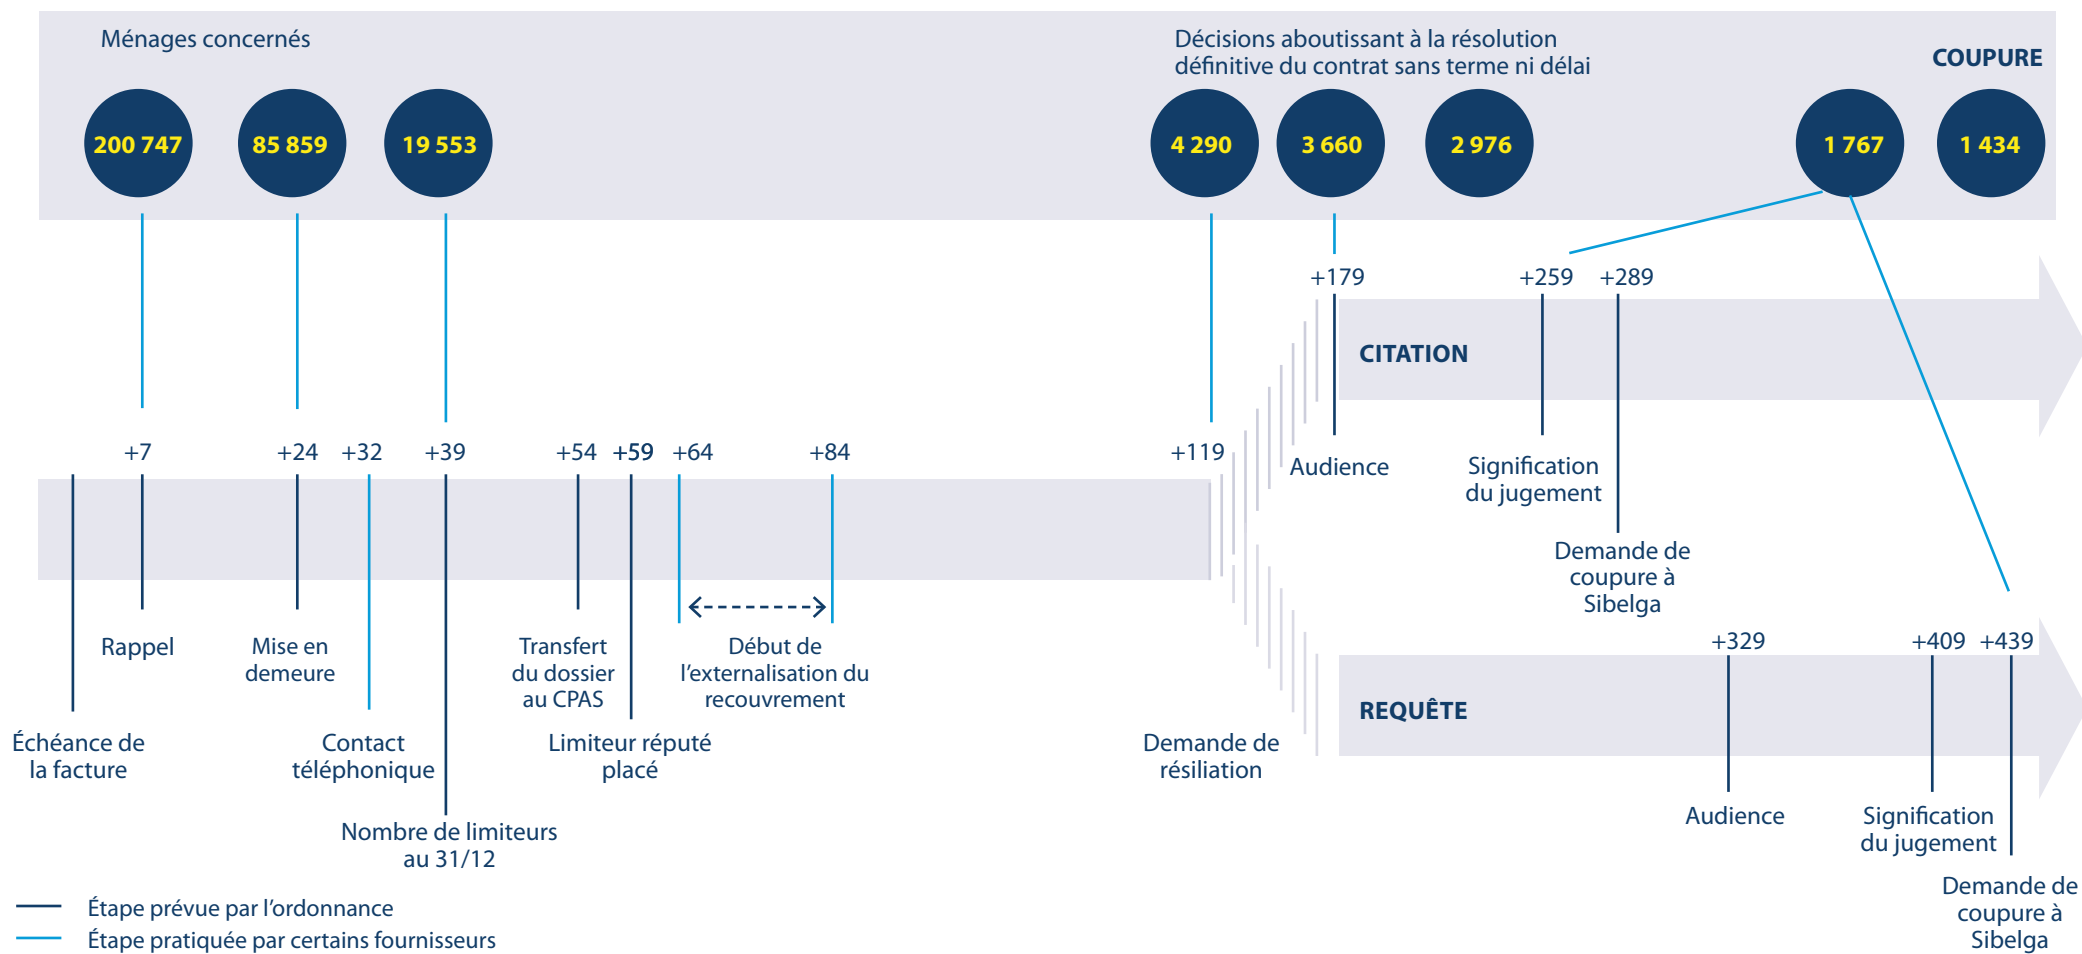 Ménages concernés
Décisions aboutissant à la résolution
définitive du contrat sans terme ni délai
COUPURE
200 747
85 859
19 553
4 290
3 660
2 976
1 767
1 434
+179
+259
+289
CITATION
Audience
Signification
du jugement
Demande de
coupure à
Sibelga
+7
+24
+32
+39
+54
+59
+64
+84
+119
Rappel
Mise en
demeure
Transfert
du dossier
au CPAS
Début de
l'externalisation du
recouvrement
Échéance de
la facture
Contact
téléphonique
Limiteur réputé
placé
Demande de
résiliation
Nombre de limiteurs
au 31/12
+329
+409
+439
REQUÊTE
Audience
Signification
du jugement
Demande de
coupure à
Sibelga
Étape prévue par l'ordonnance
Étape pratiquée par certains fournisseurs